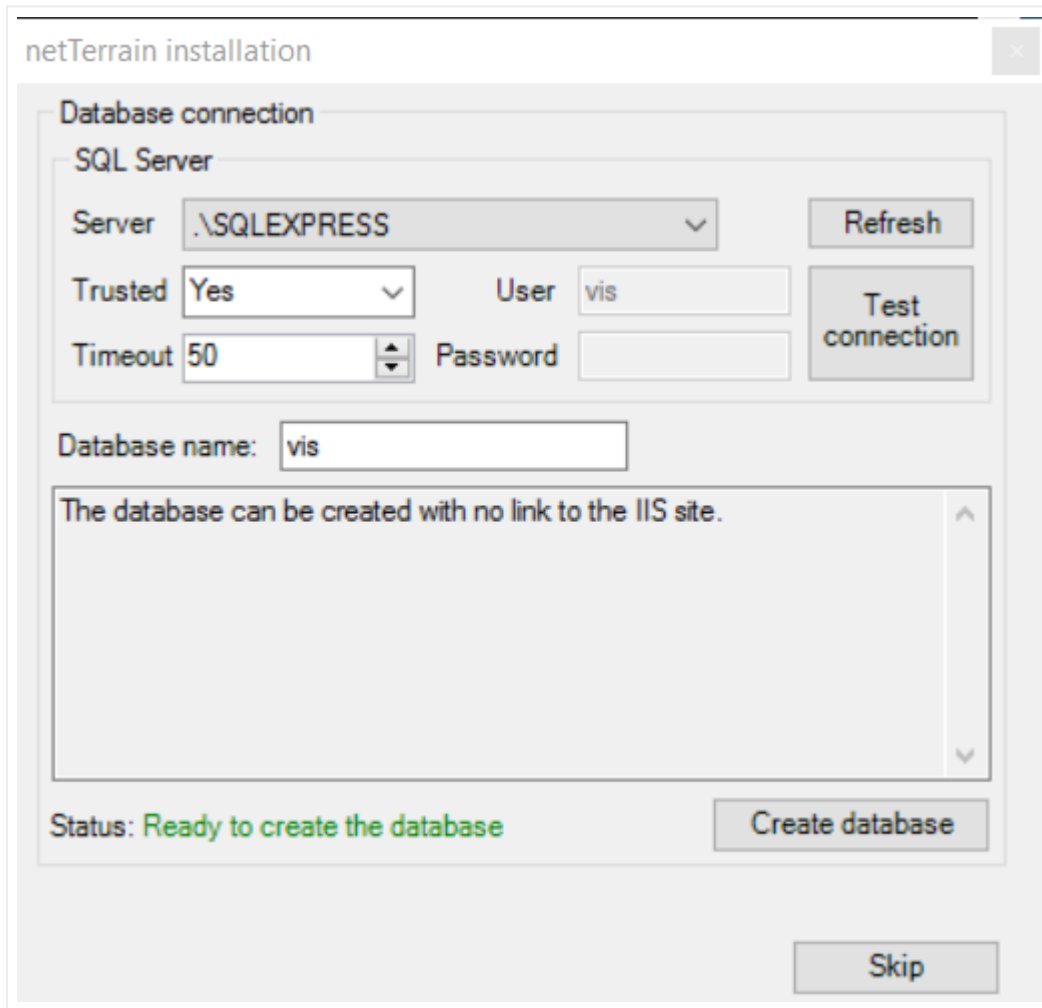 netTerrain installation
Database connection
SQL Server
Server .\SQLEXPRESS Refresh
Trusted Yes User vis Test connection
Timeout 50 Password
Database name: vis
The database can be created with no link to the IIS site.
Status: Ready to create the database Create database
Skip